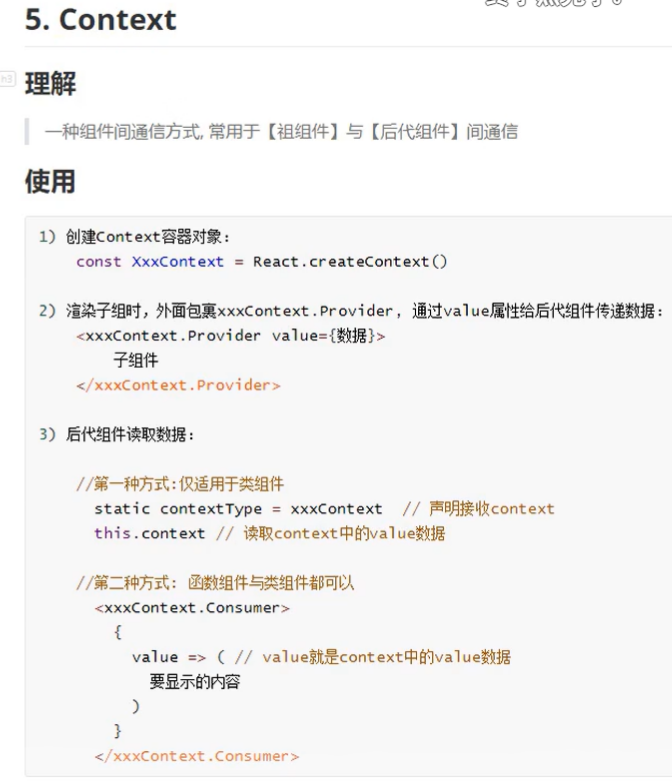 5. Context
h3
理解
一种组件间通信方式, 常用于【祖组件】与【后代组件】间通信
使用
1) 创建Context容器对象：
const XxxContext = React.createContext()
2) 渲染子组时，外面包裹xxxContext.Provider, 通过value属性给后代组件传递数据：
<xxxContext.Provider value={数据}>
子组件
</xxxContext.Provider>
3) 后代组件读取数据：
//第一种方式:仅适用于类组件
static contextType = xxxContext // 声明接收context
this.context // 读取context中的value数据
//第二种方式: 函数组件与类组件都可以
<xxxContext.Consumer>
{
value => ( // value就是context中的value数据
要显示的内容
)
}
</xxxContext.Consumer>